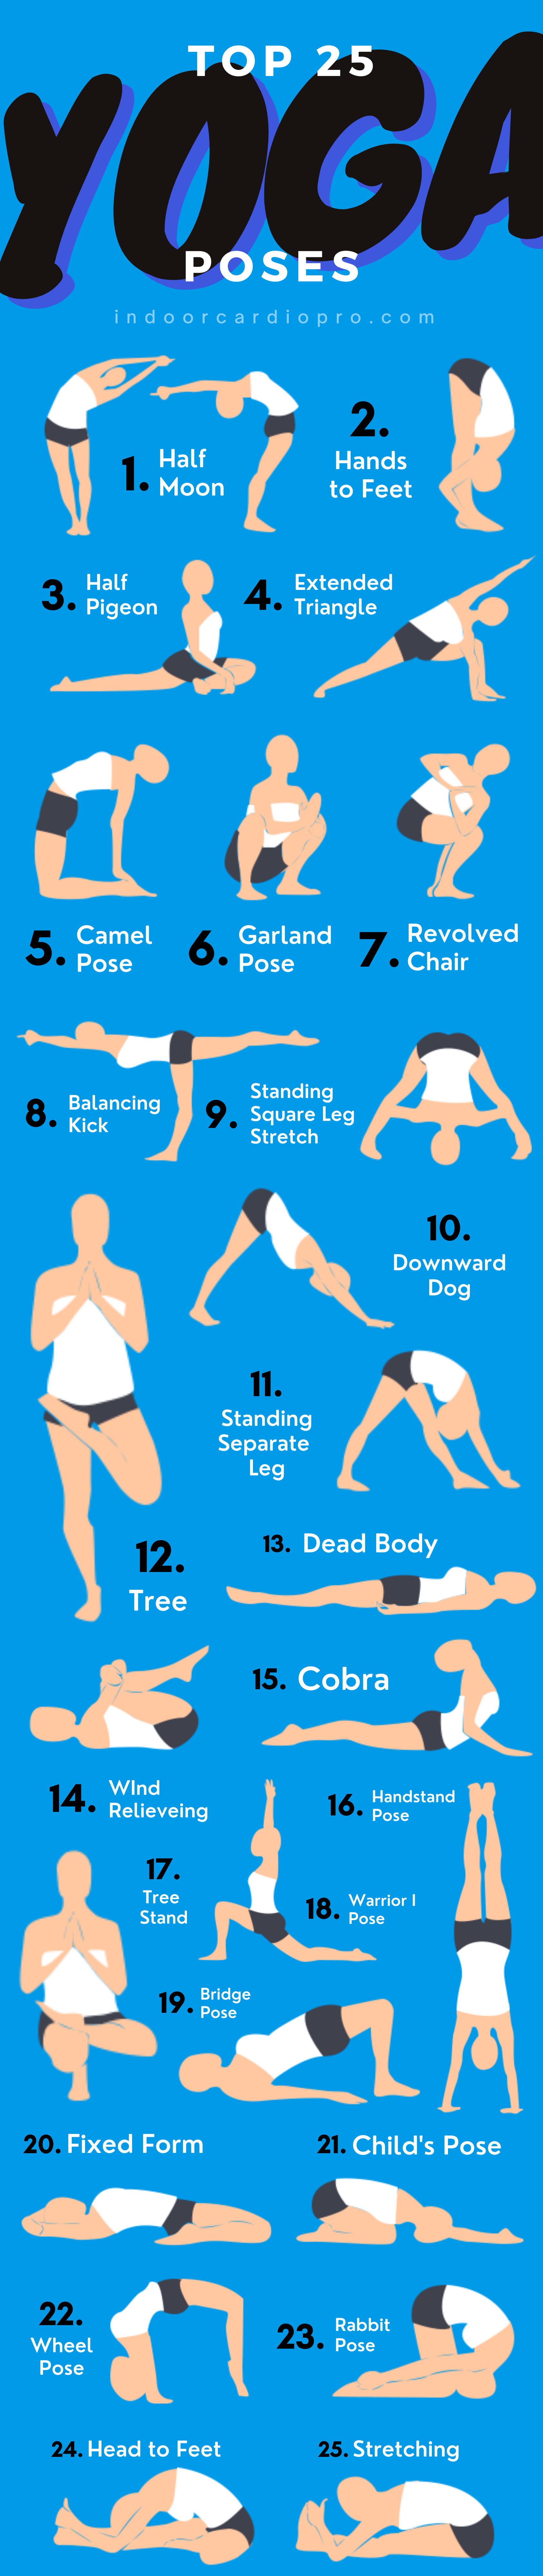 TOP 25
YOGA
POSES
indoorcardiopro.com
1. Half
Moon
2.
Hands
to Feet
3. Half
Pigeon
4. Extended
Triangle
5. Camel
Pose
6. Garland
Pose
7. Revolved
Chair
8. Balancing
Kick
9. Standing
Square Leg
Stretch
10.
Downward
Dog
11.
Standing
Separate
Leg
12.
Tree
13. Dead Body
15. Cobra
14. WInd
Relieveing
16. Handstand
Pose
17.
Tree
Stand
18. Warrior I
Pose
19. Bridge
Pose
20. Fixed Form
21. Child's Pose
22.
Wheel
Pose
23. Rabbit
Pose
24. Head to Feet
25. Stretching